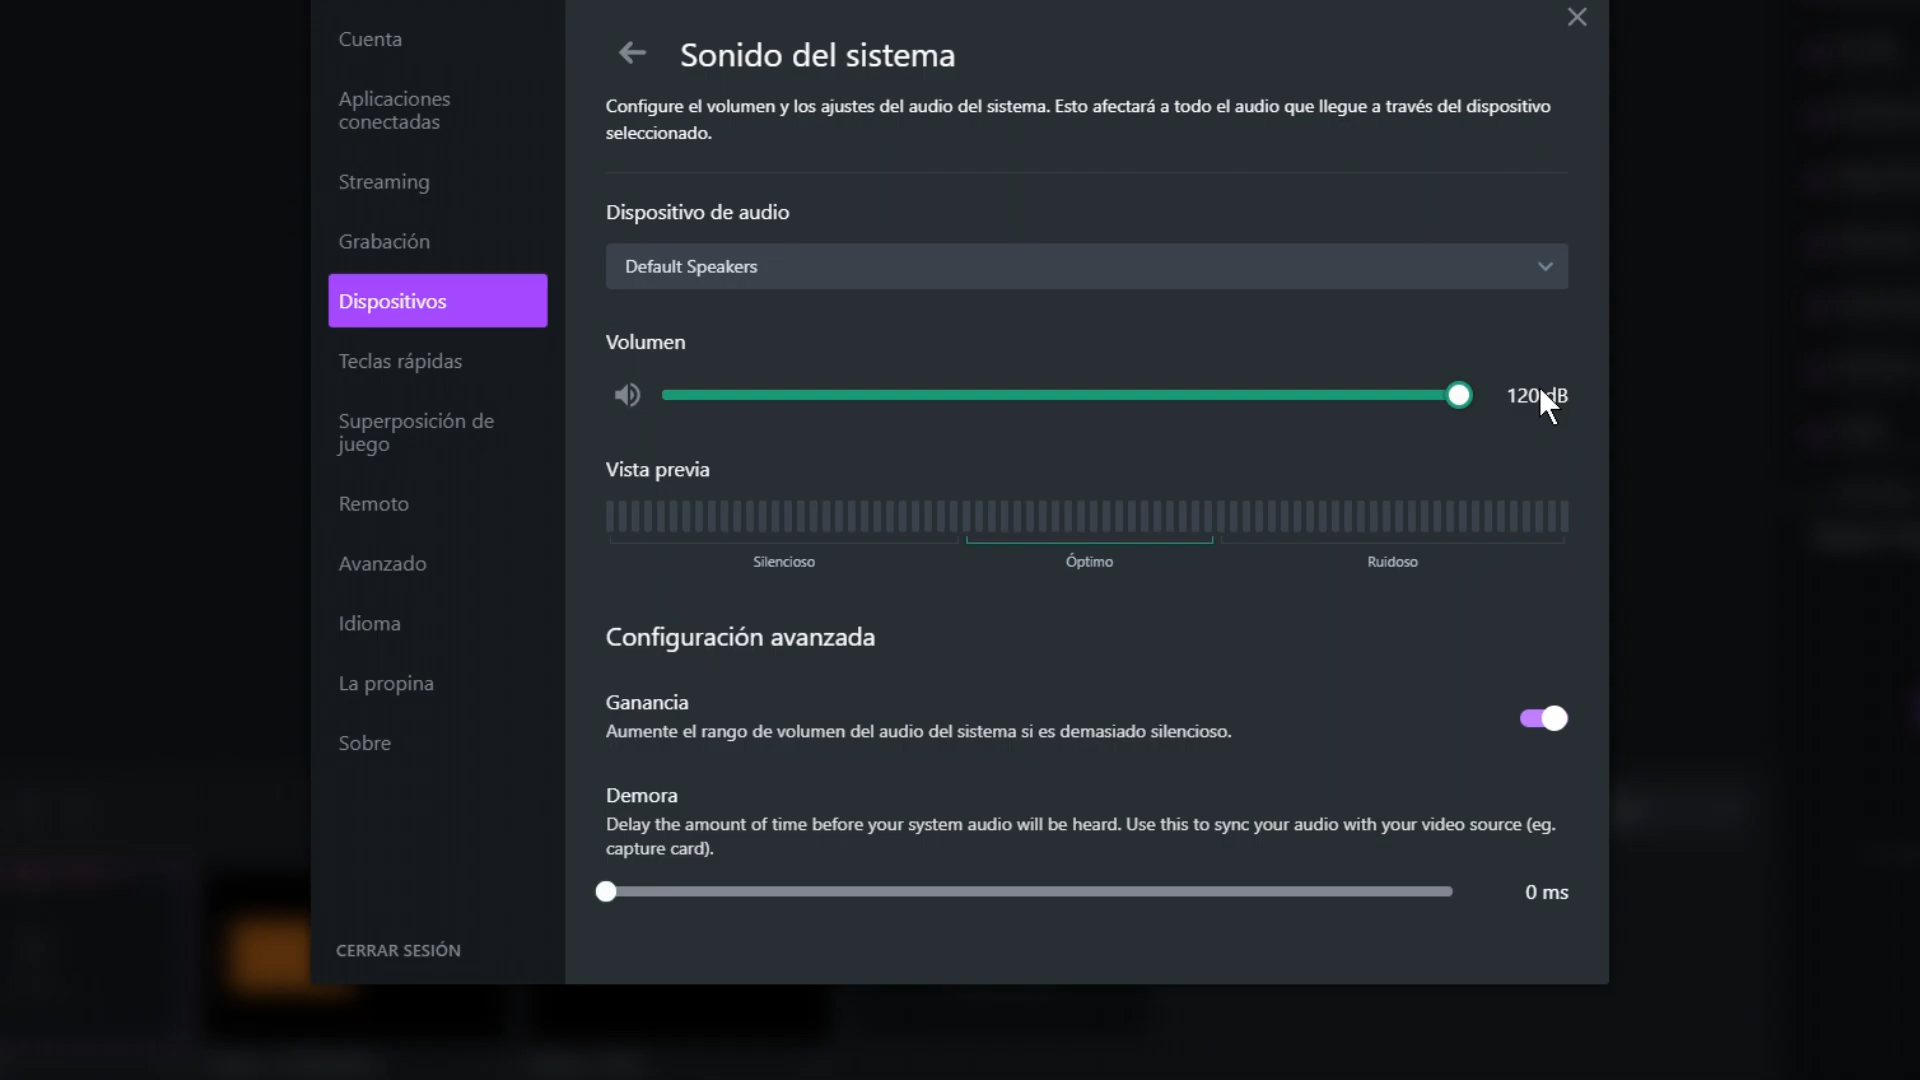 Cuenta
Aplicaciones
conectadas
Streaming
Grabación
Dispositivos
Teclas rápidas
Superposición de
juego
Remoto
Avanzado
Idioma
La propina
Sobre
CERRAR SESIÓN
Sonido del sistema
Configure el volumen y los ajustes del audio del sistema. Esto afectará a todo el audio que llegue a través del dispositivo
seleccionado.
Dispositivo de audio
Default Speakers
Volumen
120 dB
Vista previa
Silencioso
Óptimo
Ruidoso
Configuración avanzada
Ganancia
Aumente el rango de volumen del audio del sistema si es demasiado silencioso.
Demora
Delay the amount of time before your system audio will be heard. Use this to sync your audio with your video source (eg.
capture card).
0 ms